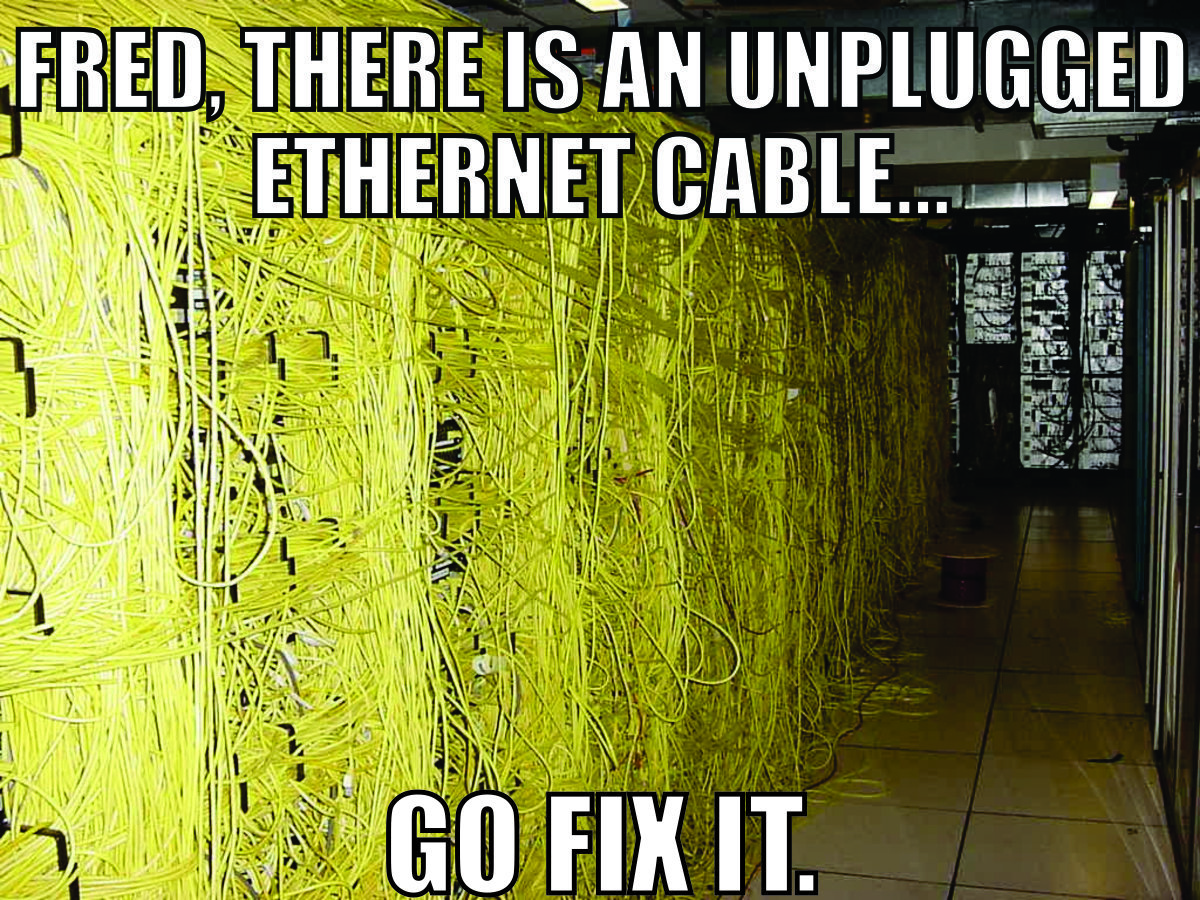 FRED, THERE IS AN UNPLUGGED
ETHERNET CABLE...
GO FIX IT.